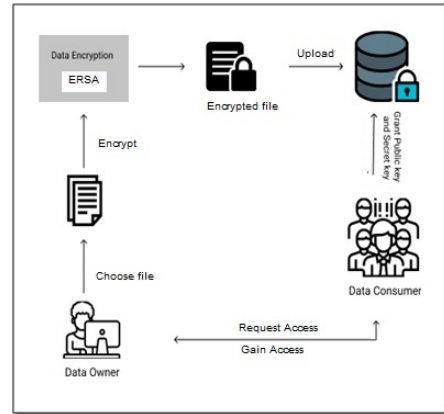 Data Encryption
ERSA
Encrypted file
Upload
Grant Public key
and Secret key
Encrypt
Choose file
Data Owner
Data Consumer
Request Access
Gain Access